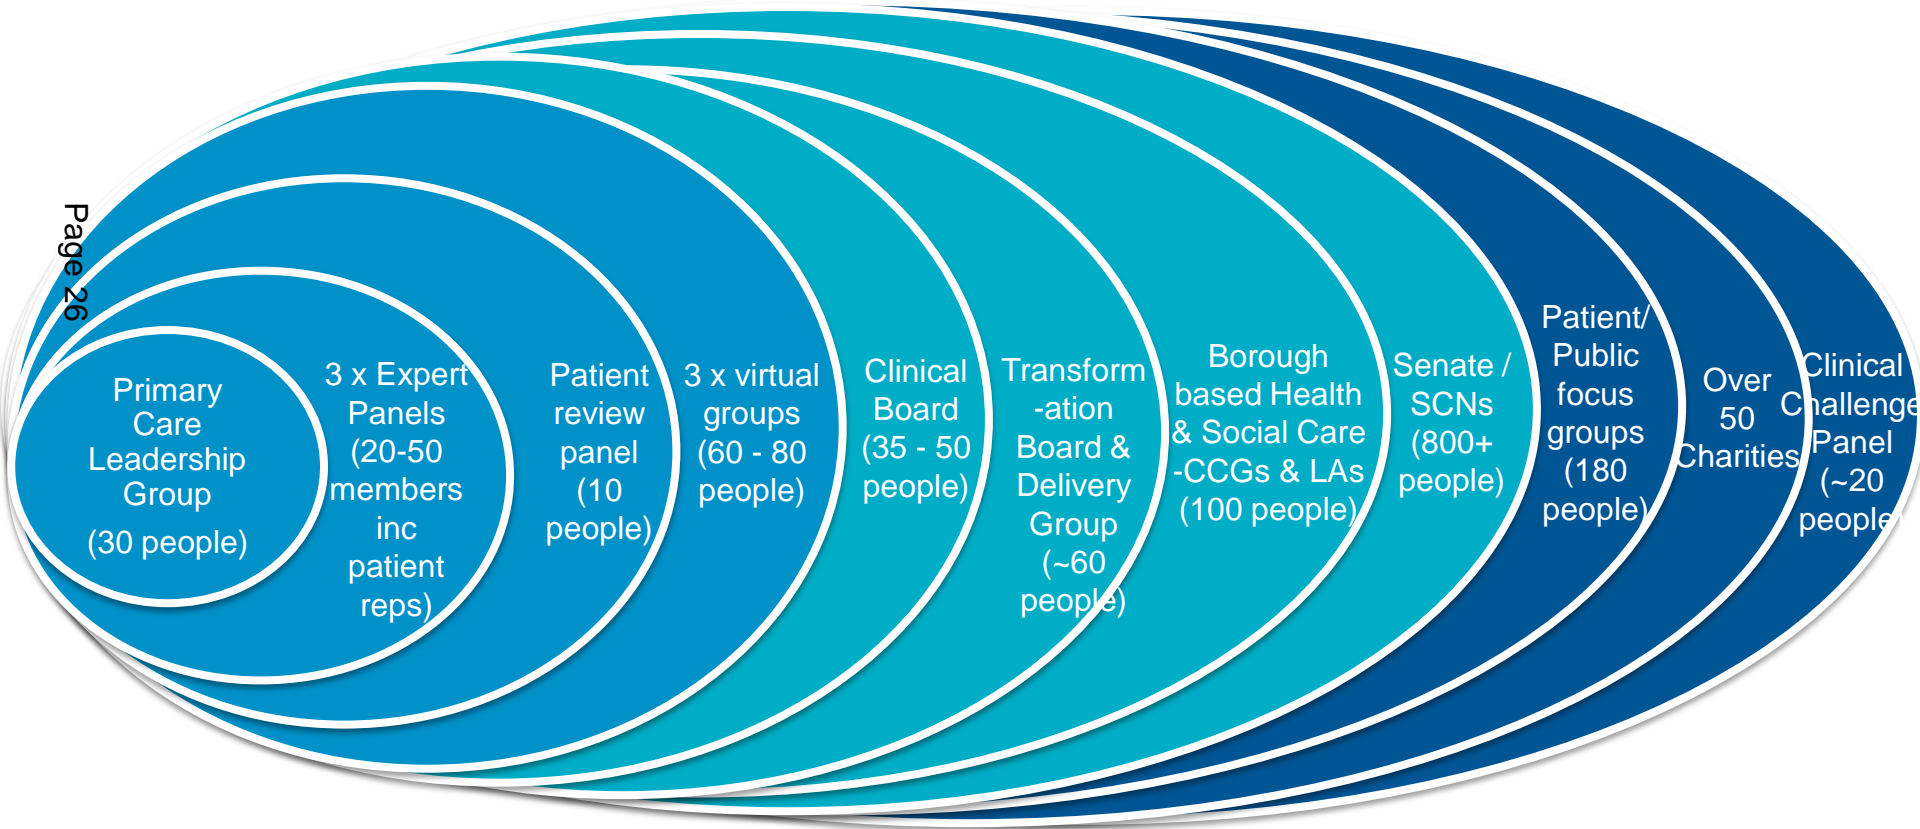 Page 26
Primary
Care
Leadership
Group
(30 people)
3 x Expert
Panels
(20-50
members
inc
patient
reps)
Patient
review
panel
(10
people)
3 x virtual
groups
(60 - 80
people)
Clinical
Board
(35 - 50
people)
Transform
-ation
Board &
Delivery
Group
(~60
people)
Borough
based Health
& Social Care
-CCGs & LAs
(100 people)
Senate /
SCNs
(800+
people)
Patient/
Public
focus
groups
(180
people)
Over
50
Charities
Clinical
Challenge
Panel
(~20
people)